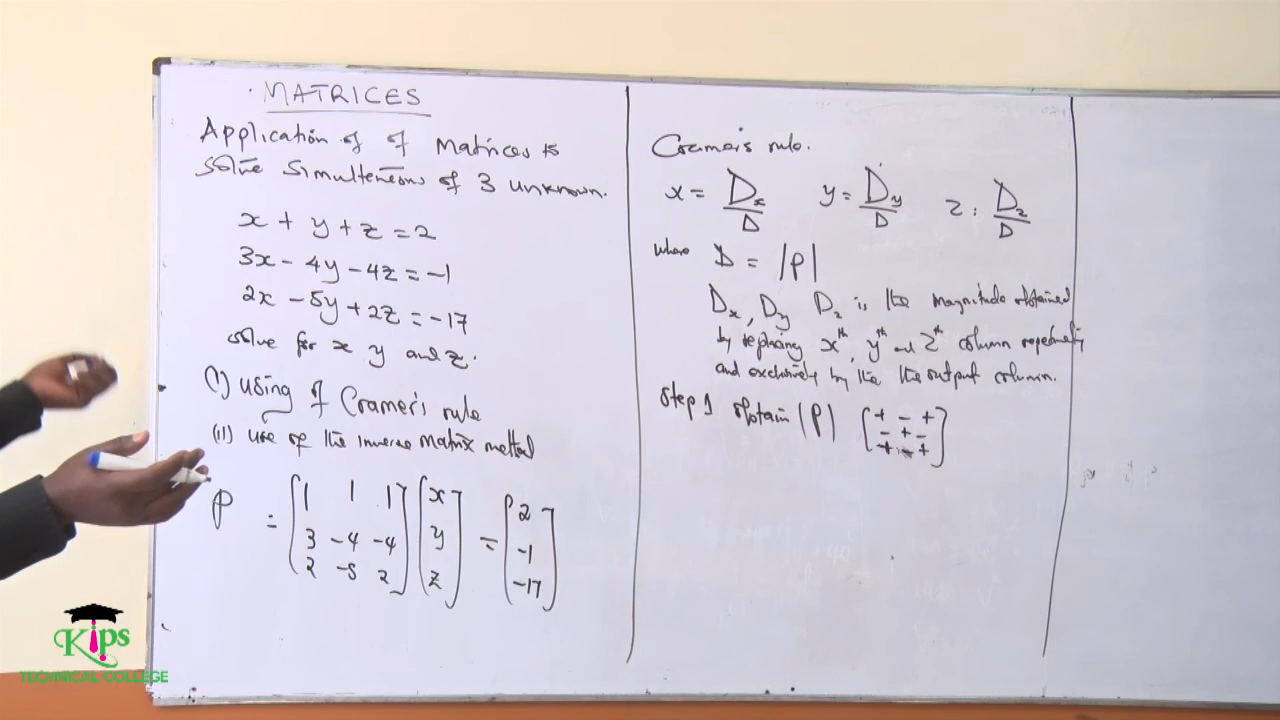 MATRICES
Application of of Matrices to
solve simulteneous of 3 unknown.
x + y + z = 2
3x - 4y - 4z = -1
2x - 5y + 2z = -17
solve for x y and z.
(i) using of Cramer's rule
(ii) use of the inverse matrix method
P = [1 1 1; 3 -4 -4; 2 -5 2] [x; y; z] = [2; -1; -17]
Cramer's rule.
x = Dx/D y = Dy/D z = Dz/D
where D = |P|
Dx, Dy Dz is the magnitude obtained
by replacing xth, yth and zth column respectively
and exclusively by the the output column.
Step 1 obtain |P| [+ - +; - + -; + - +]
Kips
TECHNICAL COLLEGE